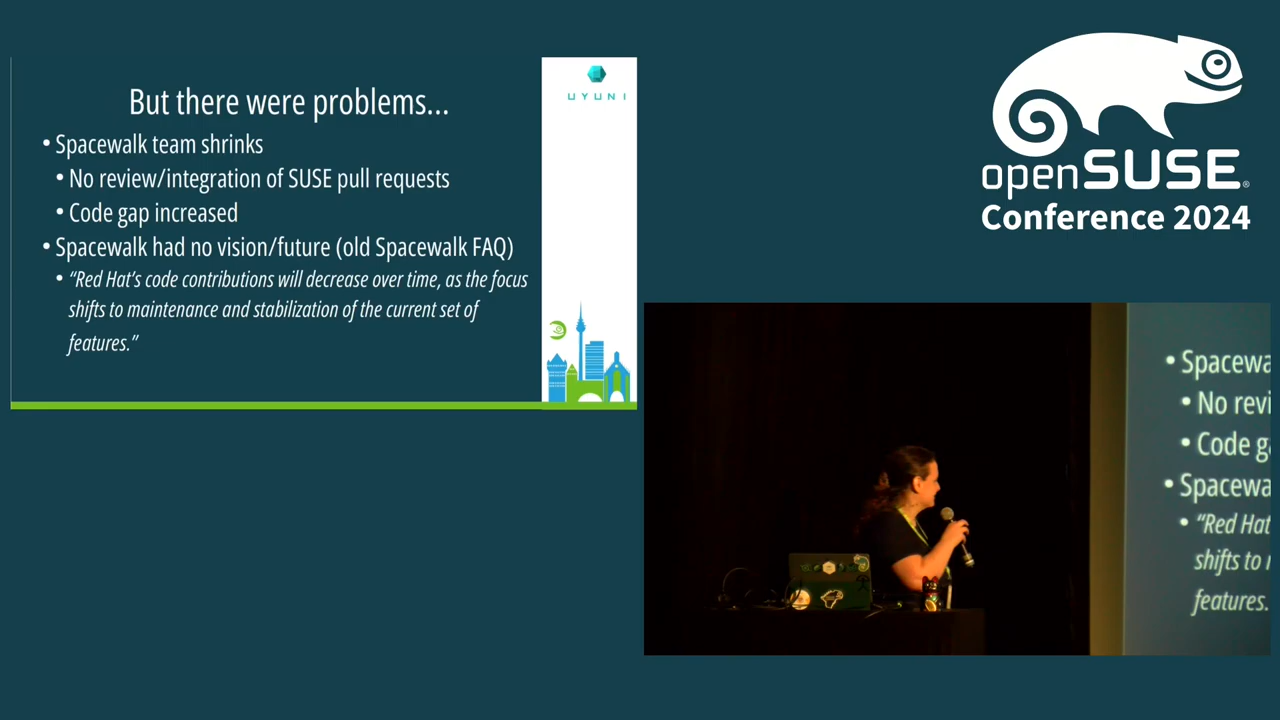 But there were problems...
• Spacewalk team shrinks
• No review/integration of SUSE pull requests
• Code gap increased
• Spacewalk had no vision/future (old Spacewalk FAQ)
• “Red Hat’s code contributions will decrease over time, as the focus
shifts to maintenance and stabilization of the current set of
features.”
UYUNI
openSUSE®
Conference 2024
• Spacewa
• No revi
• Code ga
• Spacewa
• “Red Hat
shifts to
features.